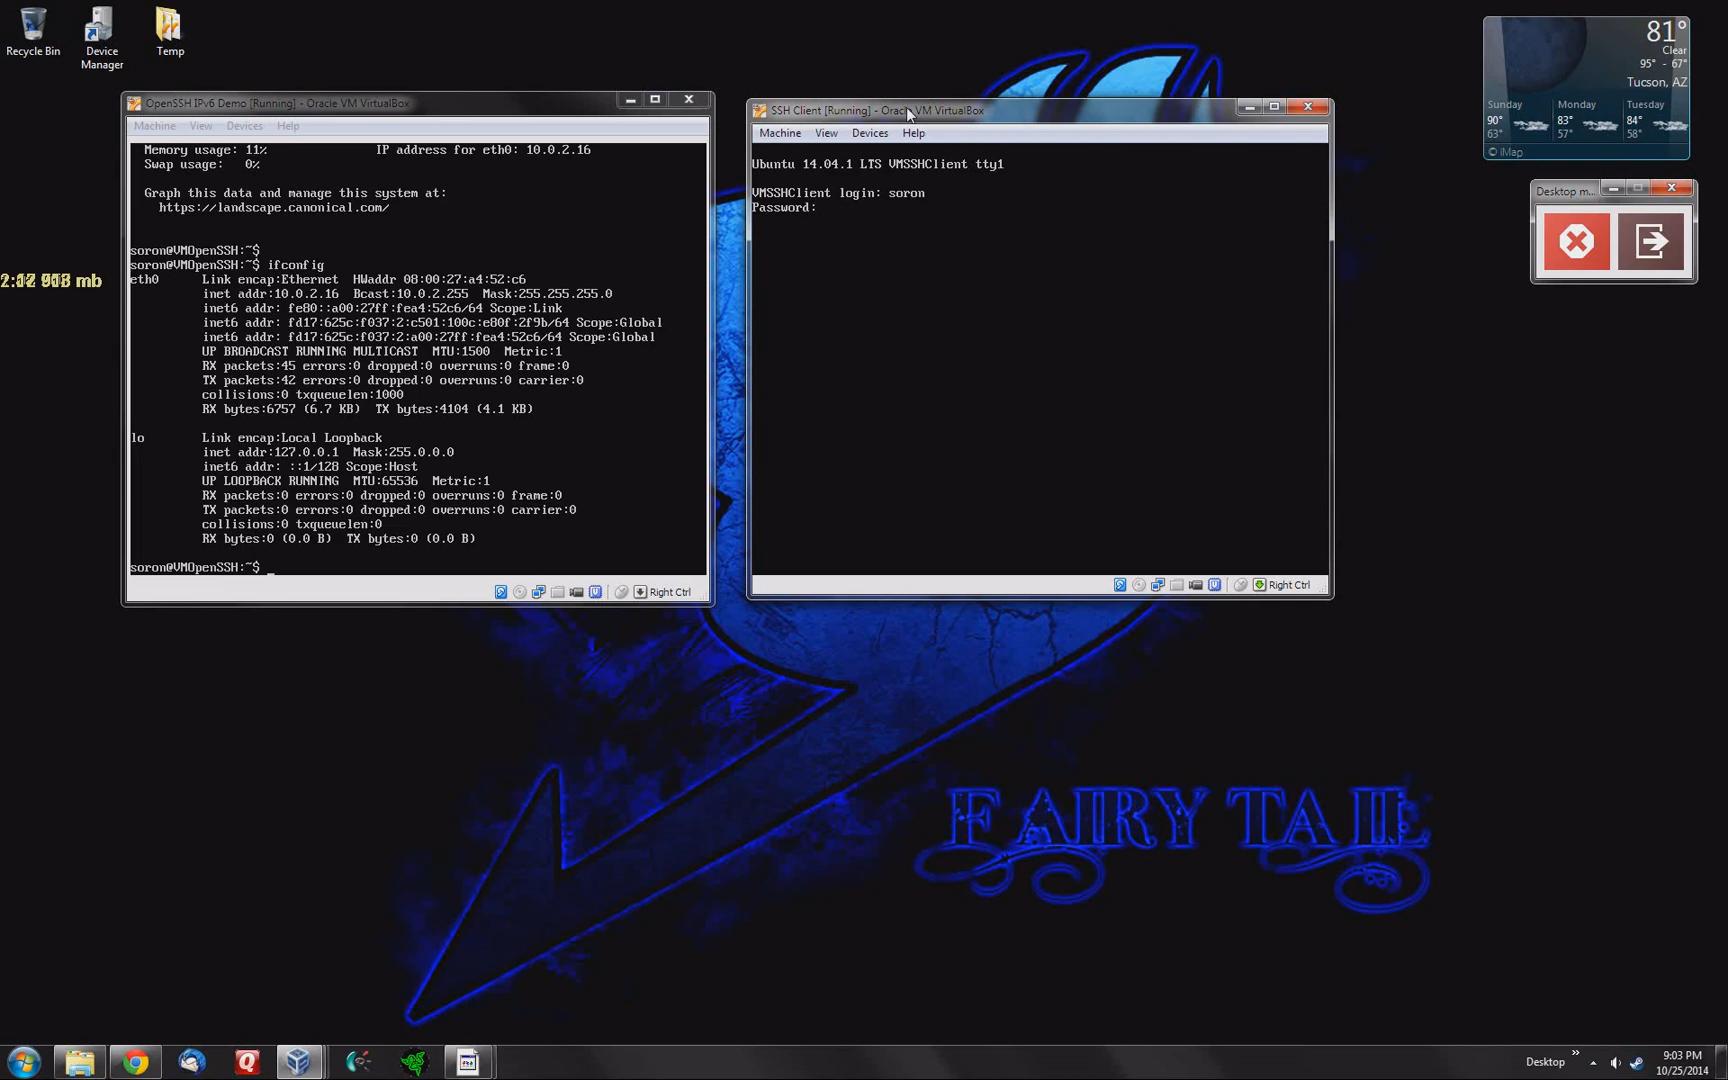 Recycle Bin
Device Manager
Temp
OpenSSH IPv6 Demo [Running] - Oracle VM VirtualBox
Machine View Devices Help
Memory usage: 11% IP address for eth0: 10.0.2.16
Swap usage: 0%
Graph this data and manage this system at:
https://landscape.canonical.com/
soron@VMOpenSSH:~$
soron@VMOpenSSH:~$ ifconfig
eth0 Link encap:Ethernet HWaddr 08:00:27:a4:52:c6
inet addr:10.0.2.16 Bcast:10.0.2.255 Mask:255.255.255.0
inet6 addr: fe80::a00:27ff:fea4:52c6/64 Scope:Link
inet6 addr: fd17:625c:f037:2:c501:100c:e80f:2f9b/64 Scope:Global
inet6 addr: fd17:625c:f037:2:a00:27ff:fea4:52c6/64 Scope:Global
UP BROADCAST RUNNING MULTICAST MTU:1500 Metric:1
RX packets:45 errors:0 dropped:0 overruns:0 frame:0
TX packets:42 errors:0 dropped:0 overruns:0 carrier:0
collisions:0 txqueuelen:1000
RX bytes:6757 (6.7 KB) TX bytes:4104 (4.1 KB)
lo Link encap:Local Loopback
inet addr:127.0.0.1 Mask:255.0.0.0
inet6 addr: ::1/128 Scope:Host
UP LOOPBACK RUNNING MTU:65536 Metric:1
RX packets:0 errors:0 dropped:0 overruns:0 frame:0
TX packets:0 errors:0 dropped:0 overruns:0 carrier:0
collisions:0 txqueuelen:0
RX bytes:0 (0.0 B) TX bytes:0 (0.0 B)
soron@VMOpenSSH:~$ _
Right Ctrl
mb
SSH Client [Running] - Oracle VM VirtualBox
Machine View Devices Help
Ubuntu 14.04.1 LTS VMSSHClient tty1
VMSSHClient login: soron
Password:
Right Ctrl
81°
Clear
95° - 67°
Tucson, AZ
Sunday Monday Tuesday
90° 83° 84°
63° 57° 58°
© iMap
Desktop m...
FAIRY TAIL
Desktop
9:03 PM
10/25/2014